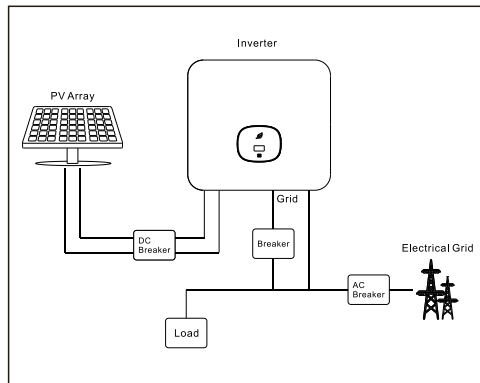 Inverter
PV Array
Grid
DC
Breaker
Breaker
Electrical Grid
AC
Breaker
Load